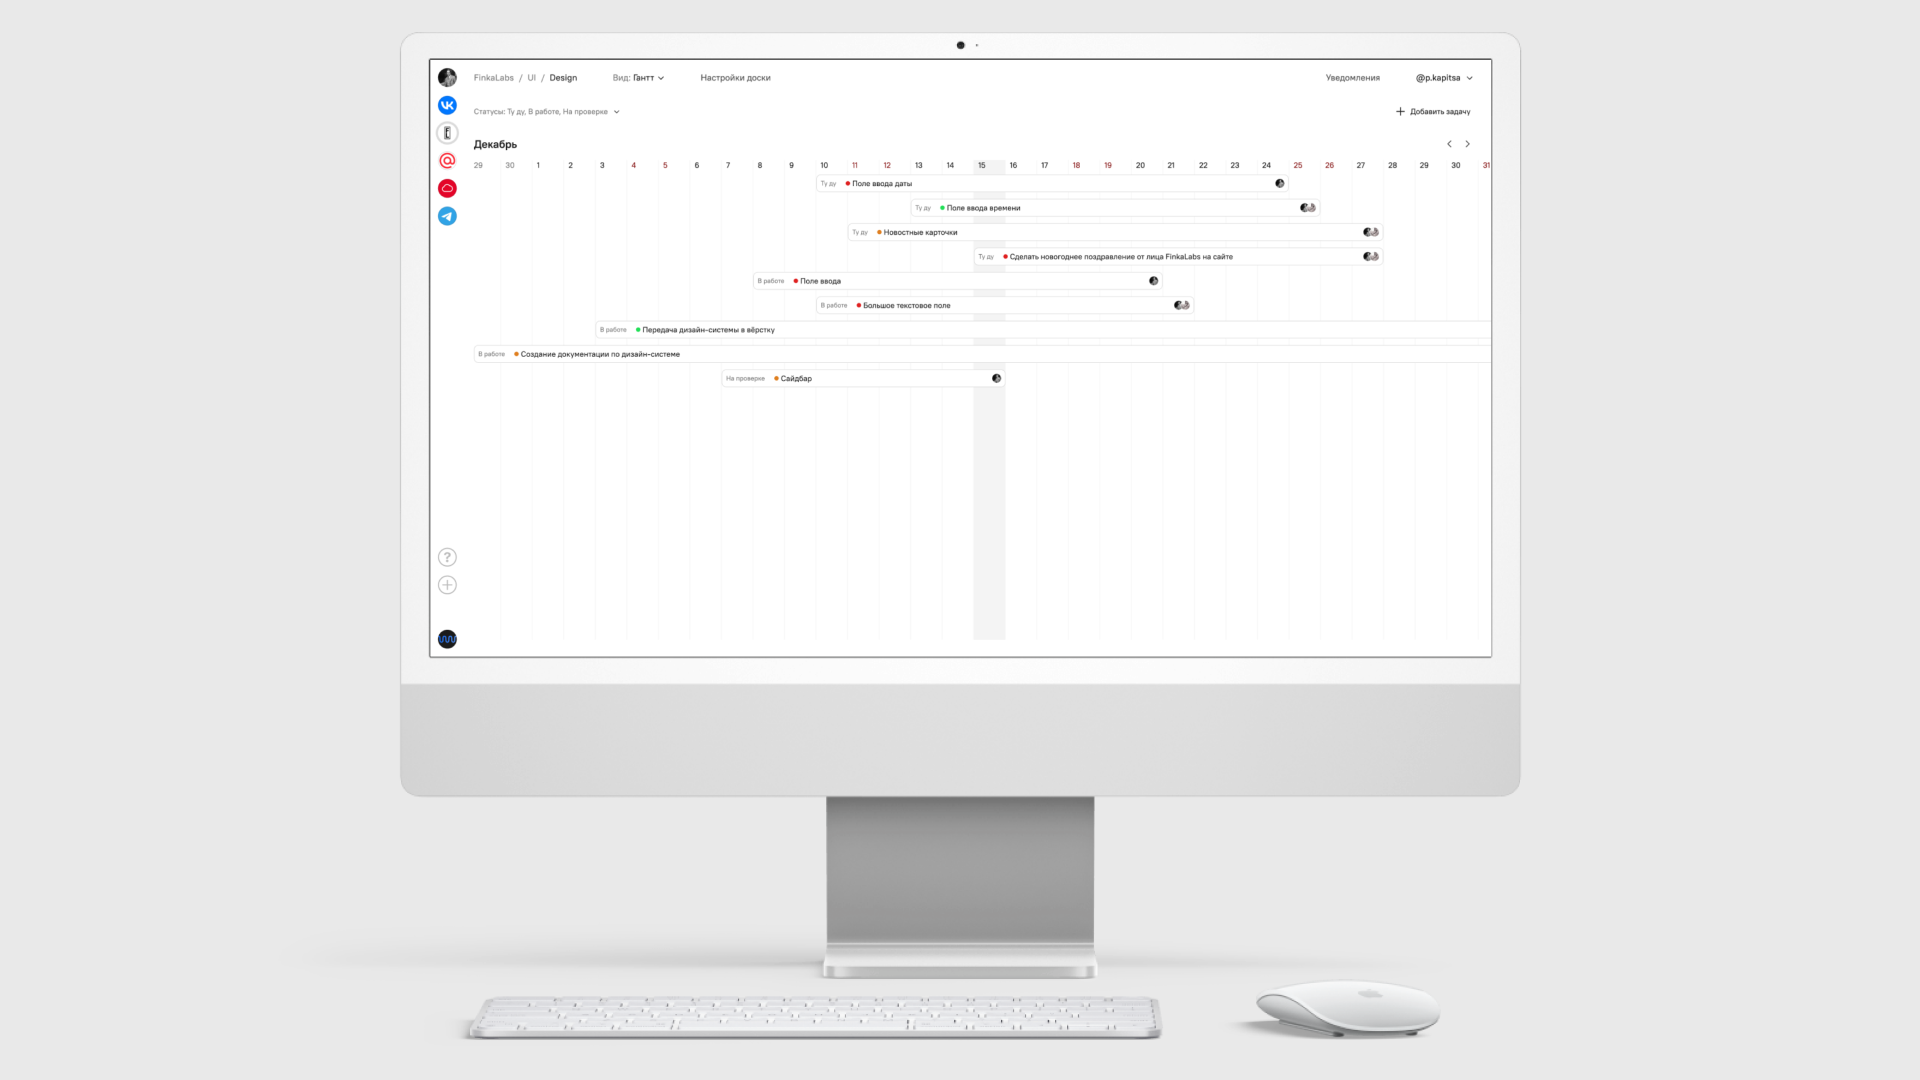 FinkaLabs / UI / Design Вид: Гантт Настройки доски Уведомления @p.kapitsa
Статусы: Ту ду, В работе, На проверке Добавить задачу
Декабрь
29 30 1 2 3 4 5 6 7 8 9 10 11 12 13 14 15 16 17 18 19 20 21 22 23 24 25 26 27 28 29 30 31
Ту ду Поле ввода даты
Ту ду Поле ввода времени
Ту ду Новостные карточки
Ту ду Сделать новогоднее поздравление от лица FinkaLabs на сайте
В работе Поле ввода
В работе Большое текстовое поле
В работе Передача дизайн-системы в вёрстку
В работе Создание документации по дизайн-системе
На проверке Сайдбар